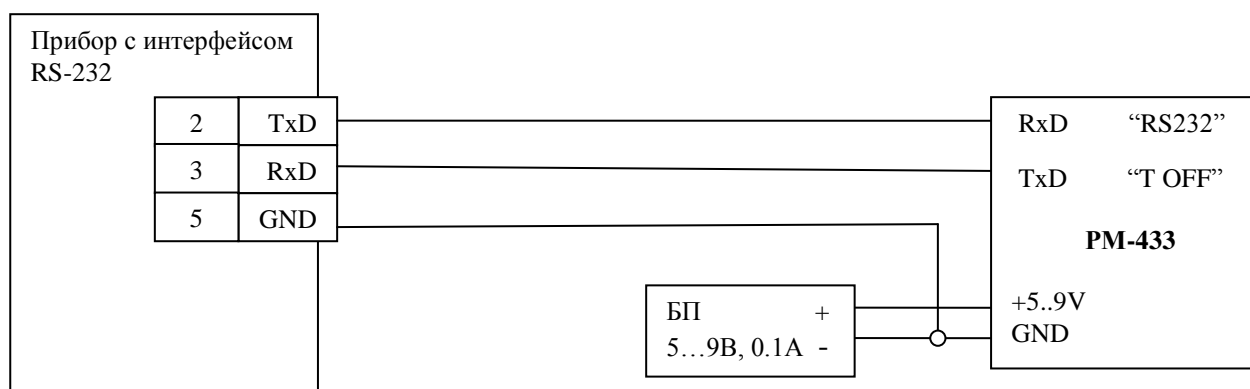 Прибор с интерфейсом
RS-232
2 TxD
3 RxD
5 GND
RxD “RS232”
TxD “T OFF”
РМ-433
+5..9V
GND
БП +
5…9В, 0.1А -